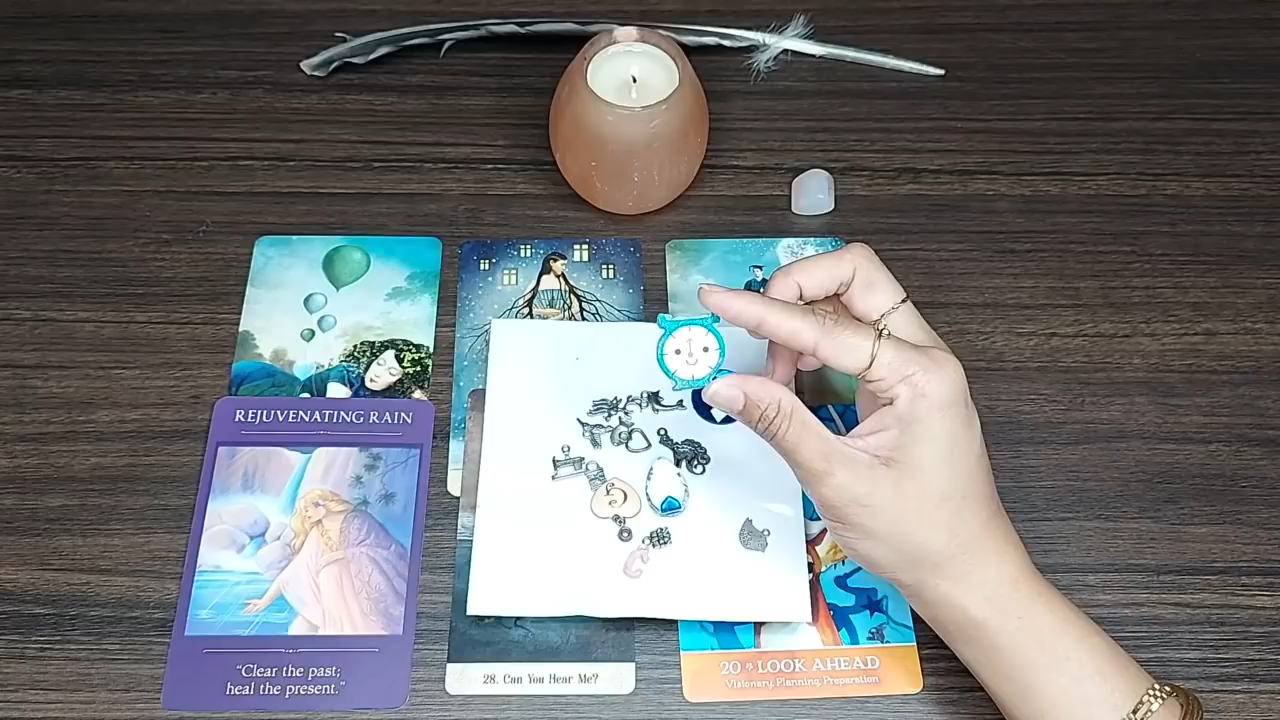 REJUVENATING RAIN
"Clear the past;
heal the present."
28. Can You Hear Me?
20 LOOK AHEAD
Visionary, Planning, Preparation